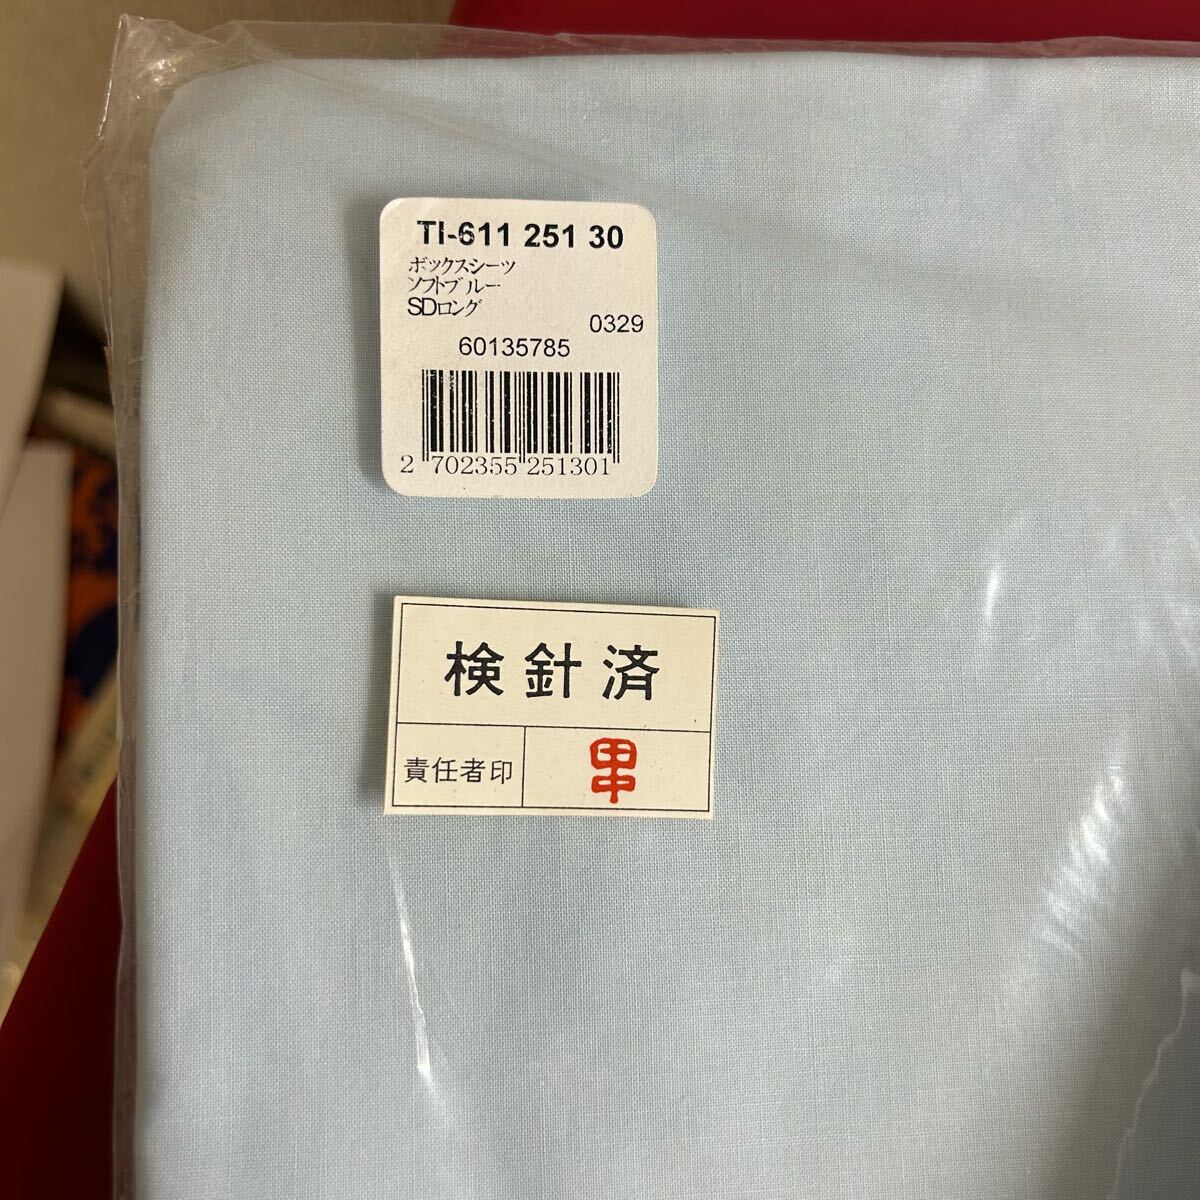 TI-611 251 30
ボックスシーツ
ソフトブルー
SDロング
0329
60135785
2 702355 251301
検針済
責任者印